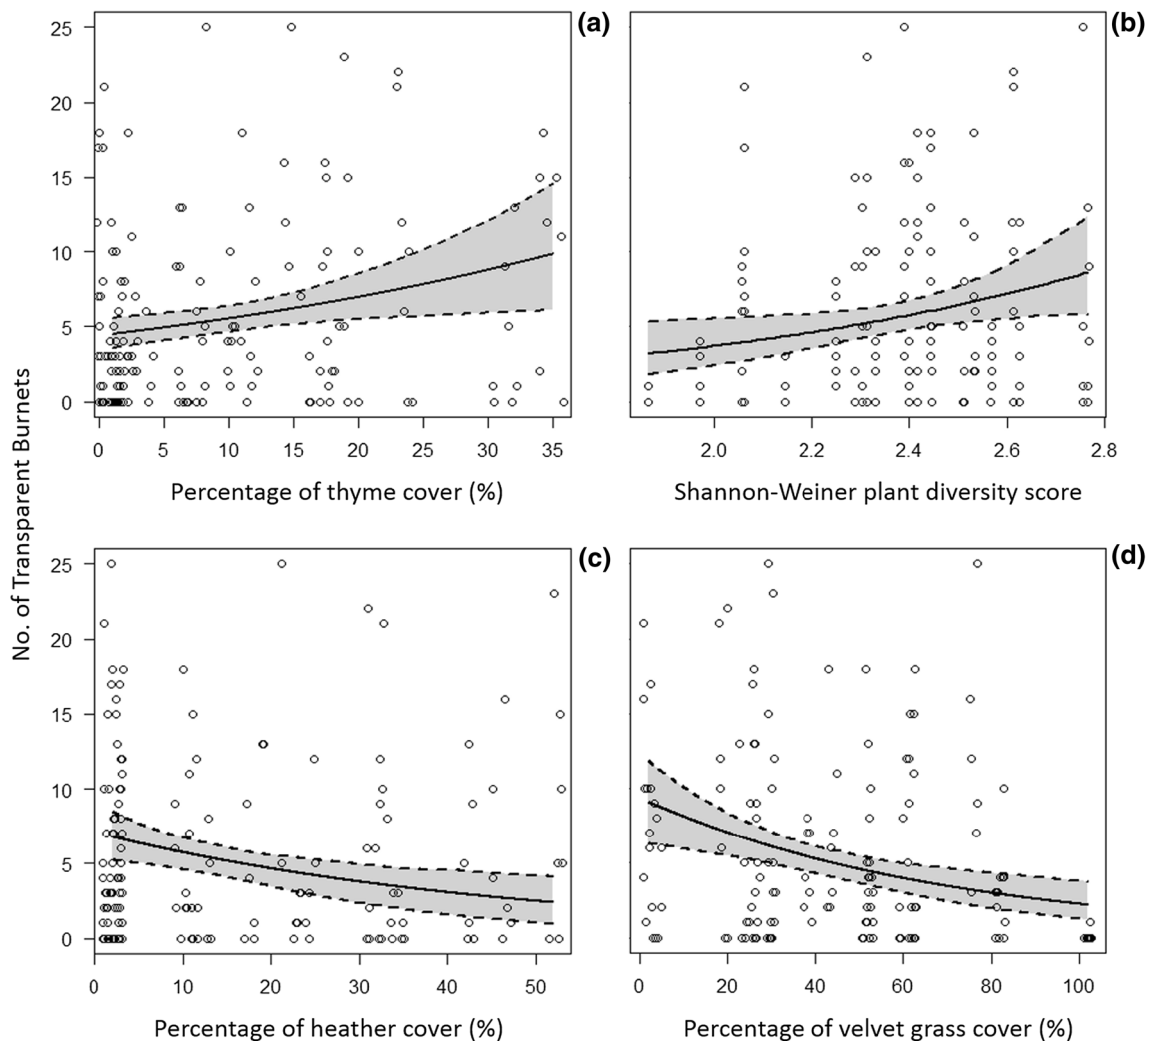 25
20
15
10
5
0
(a)
0 5 10 15 20 25 30 35
Percentage of thyme cover (%)
(b)
2.0 2.2 2.4 2.6 2.8
Shannon-Weiner plant diversity score
No. of Transparent Burnets
25
20
15
10
5
0
(c)
0 10 20 30 40 50
Percentage of heather cover (%)
(d)
0 20 40 60 80 100
Percentage of velvet grass cover (%)